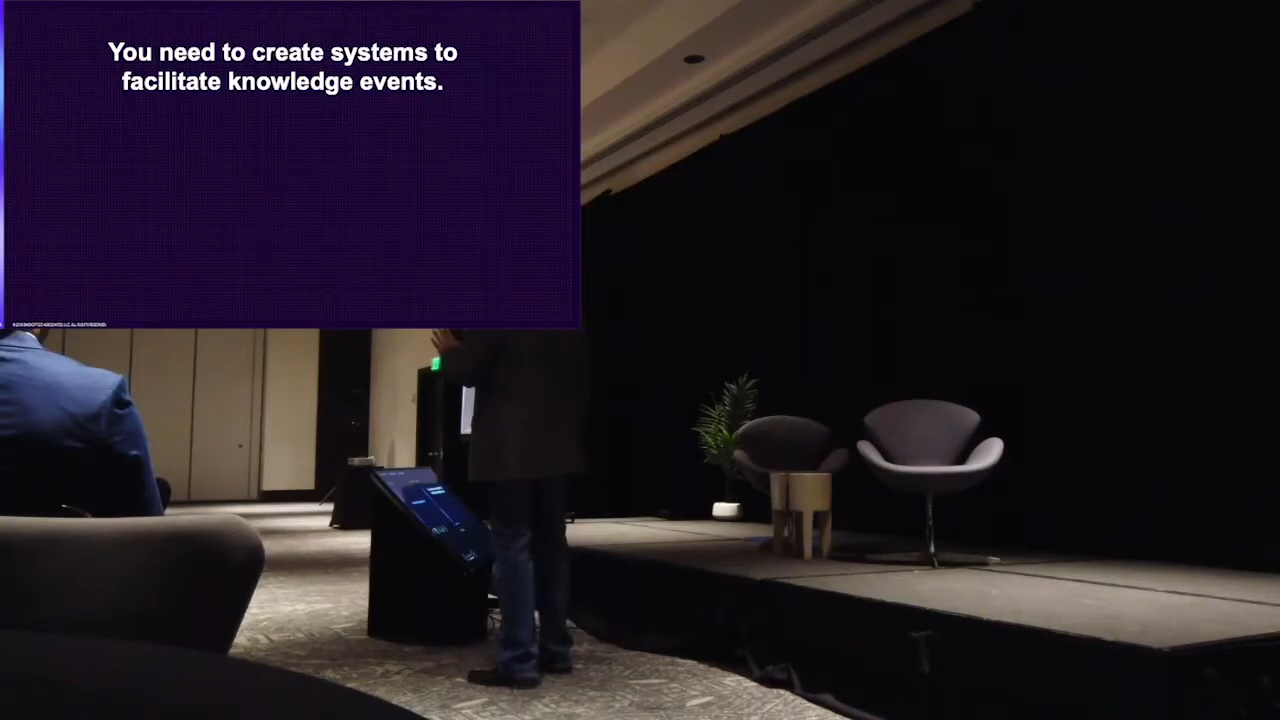 You need to create systems to
facilitate knowledge events.